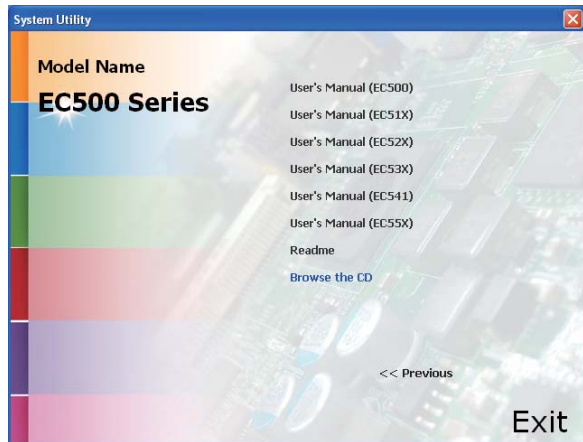 System Utility
Model Name
EC500 Series
User's Manual (EC500)
User's Manual (EC51X)
User's Manual (EC52X)
User's Manual (EC53X)
User's Manual (EC541)
User's Manual (EC55X)
Readme
Browse the CD
<< Previous
Exit